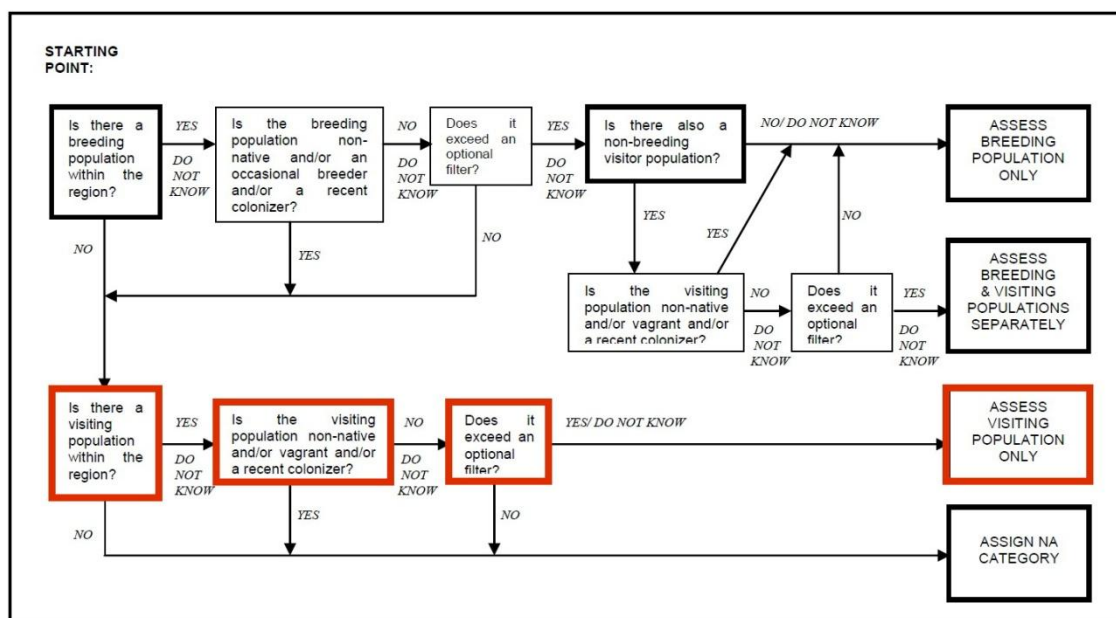 STARTING
POINT:
Is there a
breeding
population
within the
region?
YES
DO
NOT
KNOW
Is the breeding
population non-
native and/or an
occasional breeder
and/or a recent
colonizer?
NO
DO
NOT
KNOW
Does it
exceed an
optional
filter?
YES
DO
NOT
KNOW
Is there also a
non-breeding
visitor population?
NO/ DO NOT KNOW
ASSESS
BREEDING
POPULATION
ONLY
NO
YES
NO
YES
YES
NO
Is the visiting
population non-native
and/or vagrant and/or
a recent colonizer?
NO
DO
NOT
KNOW
Does it
exceed an
optional
filter?
YES
DO
NOT
KNOW
ASSESS
BREEDING
& VISITING
POPULATIONS
SEPARATELY
Is there a
visiting
population
within the
region?
YES
DO
NOT
KNOW
Is the visiting
population non-native
and/or vagrant and/or
a recent colonizer?
NO
DO
NOT
KNOW
Does it
exceed an
optional
filter?
YES/ DO NOT KNOW
ASSESS
VISITING
POPULATION
ONLY
NO
YES
NO
ASSIGN NA
CATEGORY